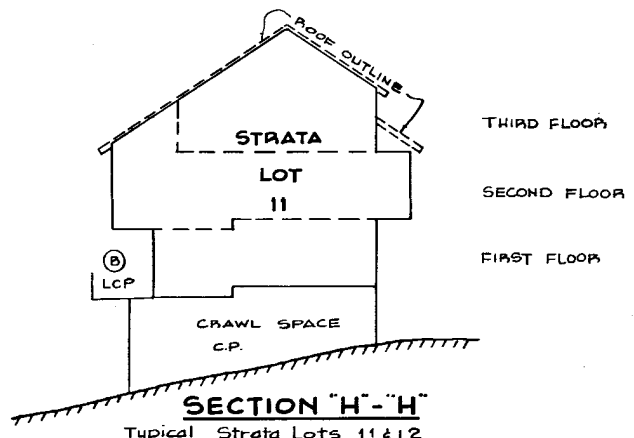 ROOF OUTLINE
THIRD FLOOR
STRATA
LOT
11
SECOND FLOOR
FIRST FLOOR
B
LCP
CRAWL SPACE
C.P.
SECTION "H"-"H"
Typical Strata Lots 11 & 12